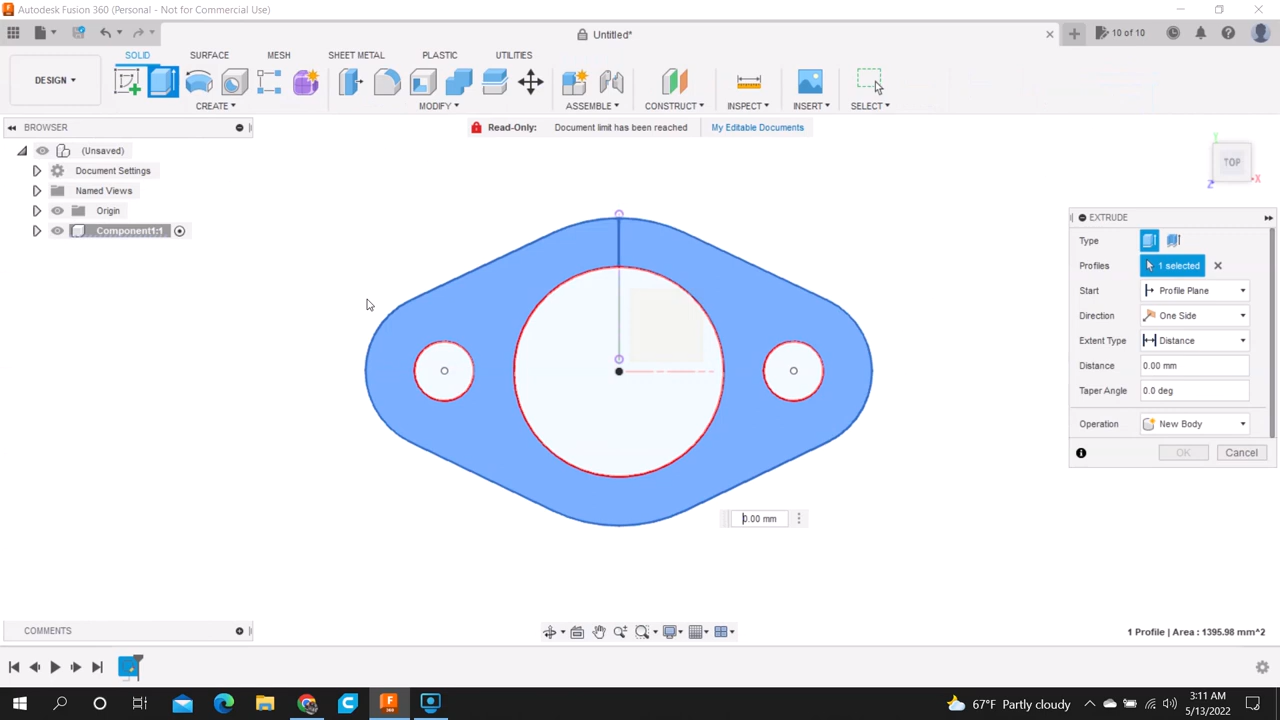 Autodesk Fusion 360 (Personal - Not for Commercial Use)
Untitled*
10 of 10
SOLID SURFACE MESH SHEET METAL PLASTIC UTILITIES
DESIGN
CREATE MODIFY ASSEMBLE CONSTRUCT INSPECT INSERT SELECT
BROWSER
Read-Only: Document limit has been reached My Editable Documents
(Unsaved)
Document Settings
Named Views
Origin
Component1:1
Y
TOP
Z X
EXTRUDE
Type
Profiles 1 selected
Start Profile Plane
Direction One Side
Extent Type Distance
Distance 0.00 mm
Taper Angle 0.0 deg
Operation New Body
OK Cancel
0.00 mm
COMMENTS
1 Profile | Area : 1395.98 mm^2
F
360
67°F Partly cloudy
3:11 AM
5/13/2022